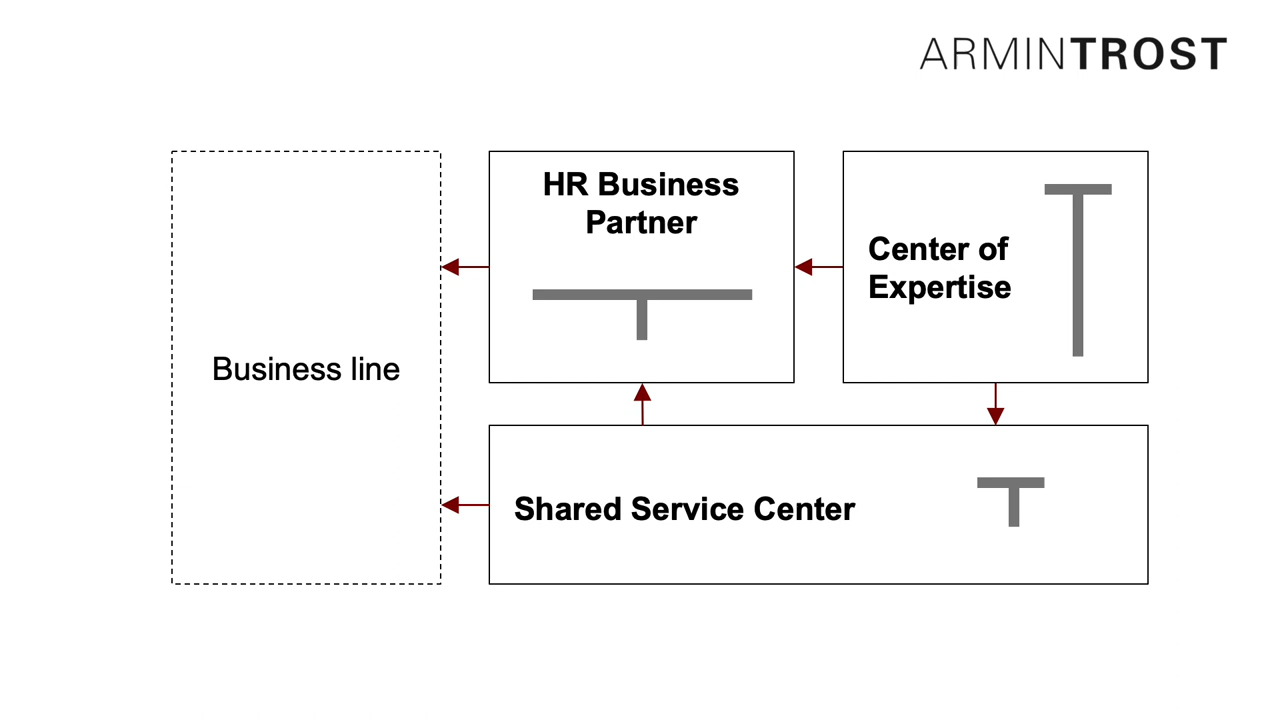 ARMINTROST
HR Business
Partner
Center of
Expertise
Business line
Shared Service Center